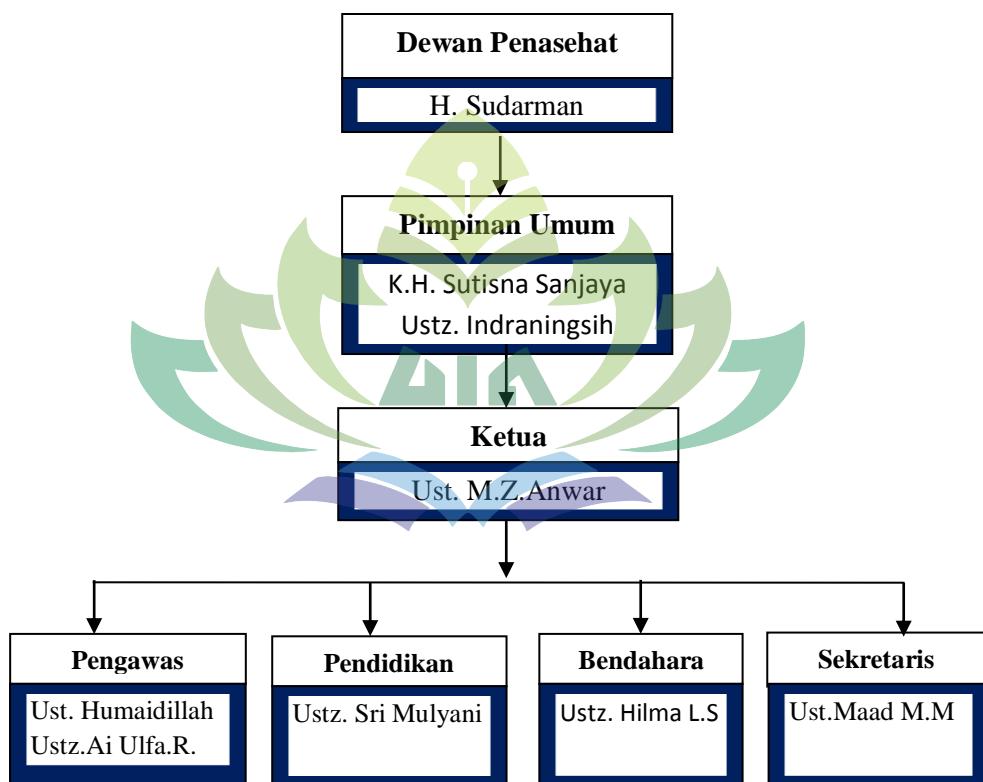 Dewan Penasehat
H. Sudarman
Pimpinan Umum
K.H. Sutisna Sanjaya
Ustz. Indraningsih
Ketua
Ust. M.Z.Anwar
Pengawas
Ust. Humaidillah
Ustz.Ai Ulfa.R.
Pendidikan
Ustz. Sri Mulyani
Bendahara
Ustz. Hilma L.S
Sekretaris
Ust.Maad M.M